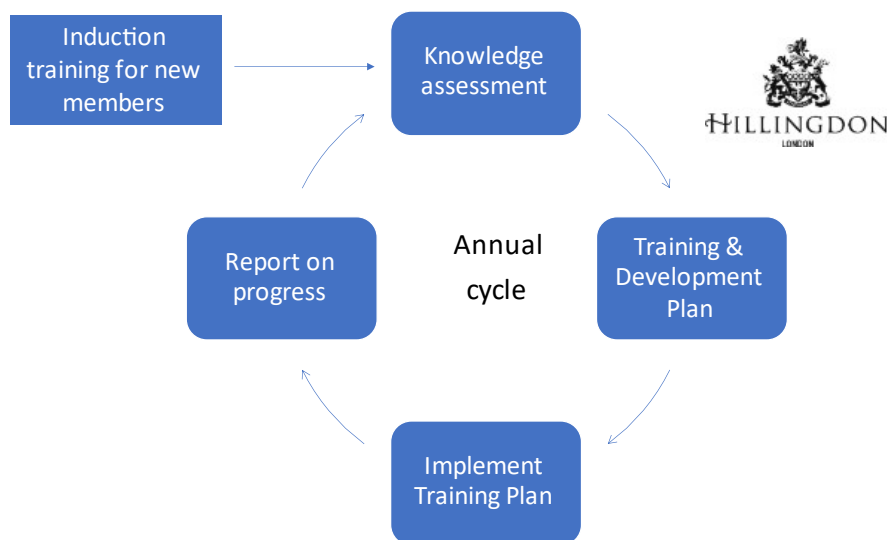 Induction
training for new
members
Knowledge
assessment
HILLINGDON
LONDON
Report on
progress
Annual
cycle
Training &
Development
Plan
Implement
Training Plan